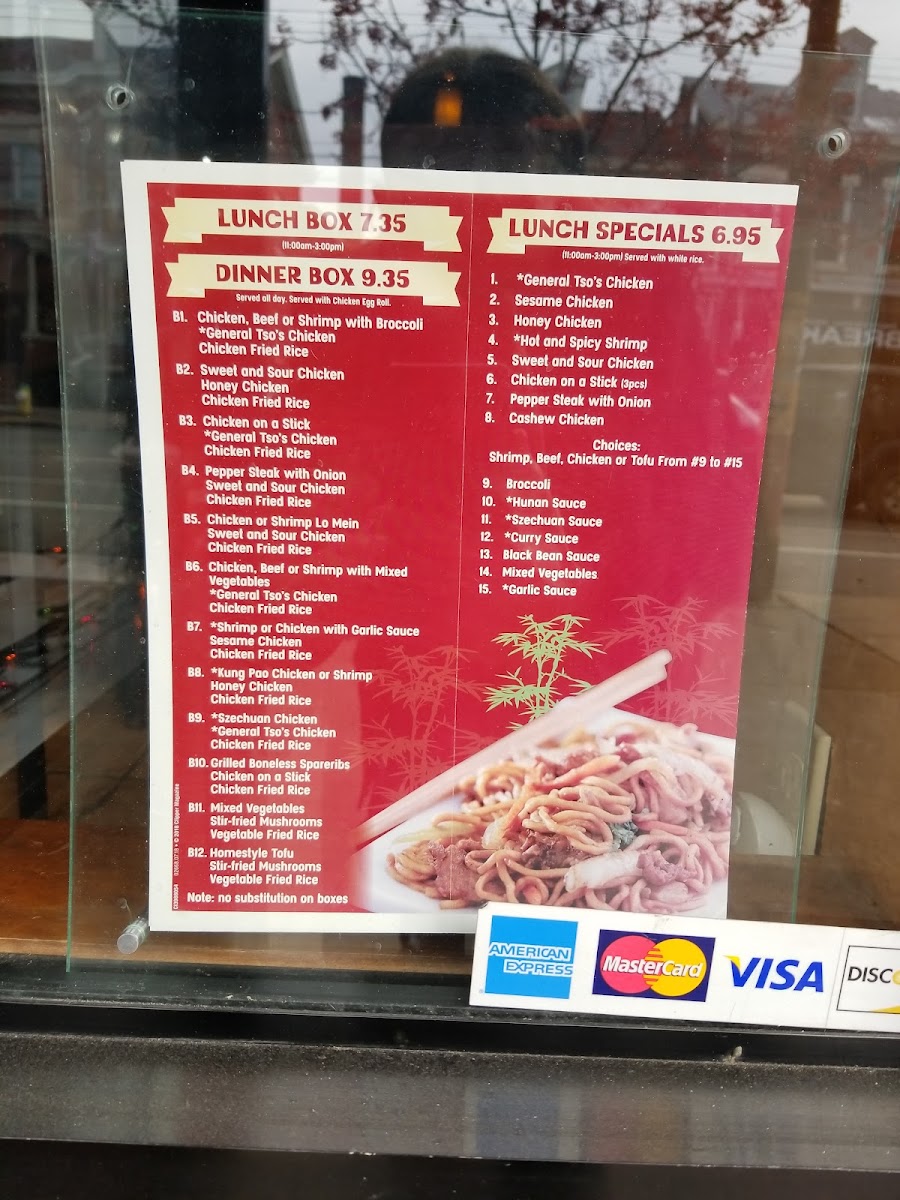 LUNCH BOX 7.35
(11:00am-3:00pm)
DINNER BOX 9.35
Served all day. Served with Chicken Egg Roll.
B1. Chicken, Beef or Shrimp with Broccoli
*General Tso's Chicken
Chicken Fried Rice
B2. Sweet and Sour Chicken
Honey Chicken
Chicken Fried Rice
B3. Chicken on a Stick
*General Tso's Chicken
Chicken Fried Rice
B4. Pepper Steak with Onion
Sweet and Sour Chicken
Chicken Fried Rice
B5. Chicken or Shrimp Lo Mein
Sweet and Sour Chicken
Chicken Fried Rice
B6. Chicken, Beef or Shrimp with Mixed
Vegetables
*General Tso's Chicken
Chicken Fried Rice
B7. *Shrimp or Chicken with Garlic Sauce
Sesame Chicken
Chicken Fried Rice
B8. *Kung Pao Chicken or Shrimp
Honey Chicken
Chicken Fried Rice
B9. *Szechuan Chicken
*General Tso's Chicken
Chicken Fried Rice
B10. Grilled Boneless Spareribs
Chicken on a Stick
Chicken Fried Rice
B11. Mixed Vegetables
Stir-fried Mushrooms
Vegetable Fried Rice
B12. Homestyle Tofu
Stir-fried Mushrooms
Vegetable Fried Rice
Note: no substitution on boxes
LUNCH SPECIALS 6.95
(11:00am-3:00pm) Served with white rice.
1. *General Tso's Chicken
2. Sesame Chicken
3. Honey Chicken
4. *Hot and Spicy Shrimp
5. Sweet and Sour Chicken
6. Chicken on a Stick (3pcs)
7. Pepper Steak with Onion
8. Cashew Chicken
Choices:
Shrimp, Beef, Chicken or Tofu From #9 to #15
9. Broccoli
10. *Hunan Sauce
11. *Szechuan Sauce
12. *Curry Sauce
13. Black Bean Sauce
14. Mixed Vegetables
15. *Garlic Sauce
AMERICAN
EXPRESS
MasterCard
VISA
DISC